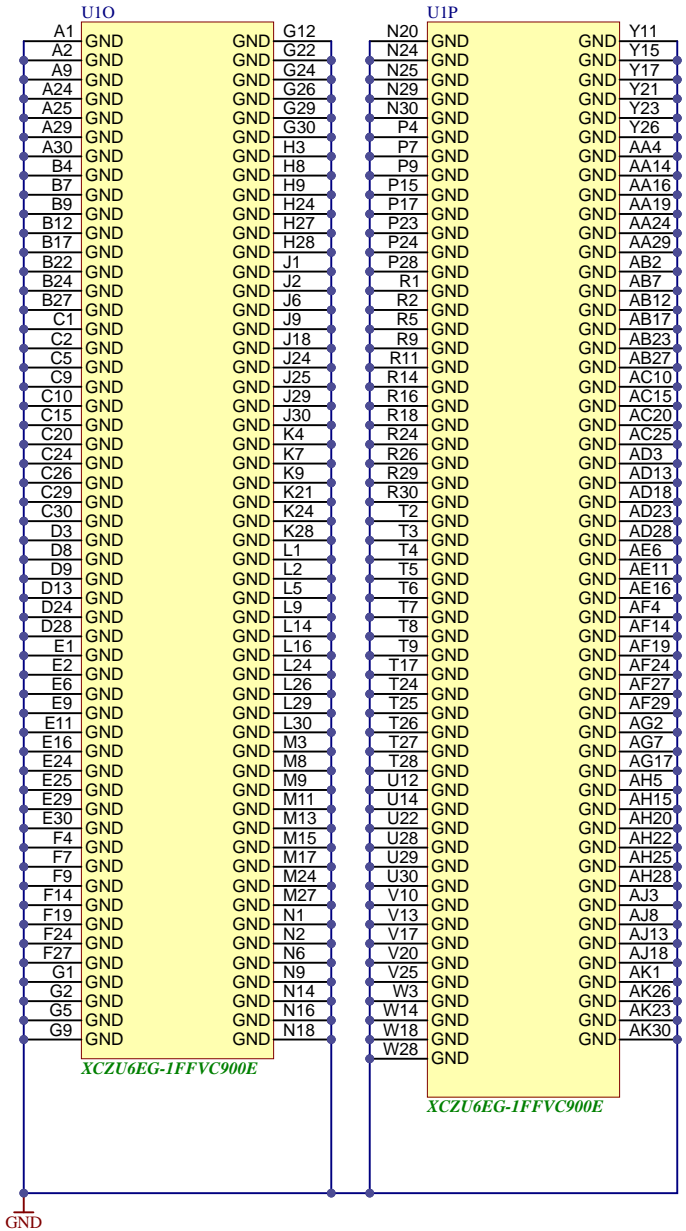 U1O
A1 GND GND G12
A2 GND GND G22
A9 GND GND G24
A24 GND GND G26
A25 GND GND G29
A29 GND GND G30
A30 GND GND H3
B4 GND GND H8
B7 GND GND H9
B9 GND GND H24
B12 GND GND H27
B17 GND GND H28
B22 GND GND J1
B24 GND GND J2
B27 GND GND J6
C1 GND GND J9
C2 GND GND J18
C5 GND GND J24
C9 GND GND J25
C10 GND GND J29
C15 GND GND J30
C20 GND GND K4
C24 GND GND K7
C26 GND GND K9
C29 GND GND K21
C30 GND GND K24
D3 GND GND K28
D8 GND GND L1
D9 GND GND L2
D13 GND GND L5
D24 GND GND L9
D28 GND GND L14
E1 GND GND L16
E2 GND GND L24
E6 GND GND L26
E9 GND GND L29
E11 GND GND L30
E16 GND GND M3
E24 GND GND M8
E25 GND GND M9
E29 GND GND M11
E30 GND GND M13
F4 GND GND M15
F7 GND GND M17
F9 GND GND M24
F14 GND GND M27
F19 GND GND N1
F24 GND GND N2
F27 GND GND N6
G1 GND GND N9
G2 GND GND N14
G5 GND GND N16
G9 GND GND N18
XCZU6EG-1FFVC900E
U1P
N20 GND GND Y11
N24 GND GND Y15
N25 GND GND Y17
N29 GND GND Y21
N30 GND GND Y23
P4 GND GND Y26
P7 GND GND AA4
P9 GND GND AA14
P15 GND GND AA16
P17 GND GND AA19
P23 GND GND AA24
P24 GND GND AA29
P28 GND GND AB2
R1 GND GND AB7
R2 GND GND AB12
R5 GND GND AB17
R9 GND GND AB23
R11 GND GND AB27
R14 GND GND AC10
R16 GND GND AC15
R18 GND GND AC20
R24 GND GND AC25
R26 GND GND AD3
R29 GND GND AD13
R30 GND GND AD18
T2 GND GND AD23
T3 GND GND AD28
T4 GND GND AE6
T5 GND GND AE11
T6 GND GND AE16
T7 GND GND AF4
T8 GND GND AF14
T9 GND GND AF19
T17 GND GND AF24
T24 GND GND AF27
T25 GND GND AF29
T26 GND GND AG2
T27 GND GND AG7
T28 GND GND AG17
U12 GND GND AH5
U14 GND GND AH15
U22 GND GND AH20
U28 GND GND AH22
U29 GND GND AH25
U30 GND GND AH28
V10 GND GND AJ3
V13 GND GND AJ8
V17 GND GND AJ13
V20 GND GND AJ18
V25 GND GND AK1
W3 GND GND AK26
W14 GND GND AK23
W18 GND GND AK30
W28 GND
XCZU6EG-1FFVC900E
GND